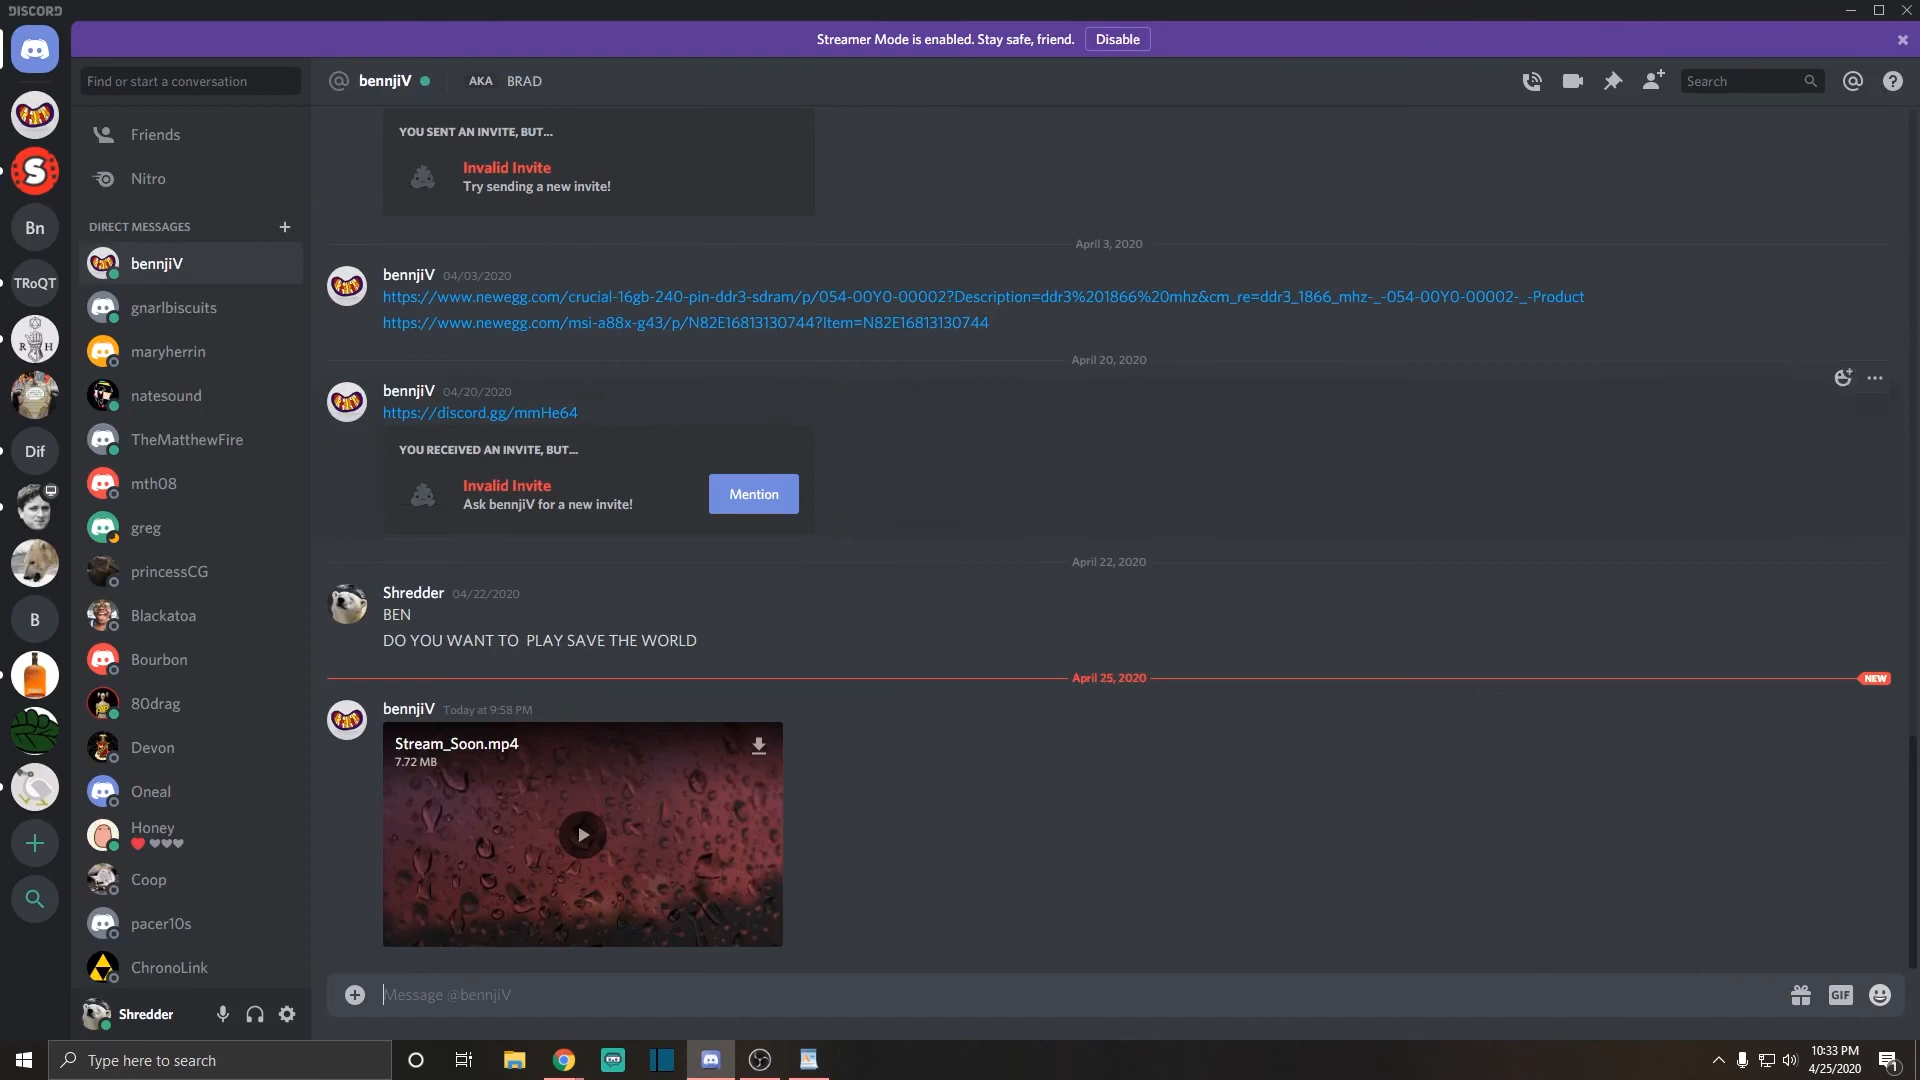 DISCORD
Streamer Mode is enabled. Stay safe, friend.
Disable
Find or start a conversation
bennjiV
AKA BRAD
Search
Friends
Nitro
DIRECT MESSAGES
bennjiV
gnarlbiscuits
maryherrin
natesound
TheMatthewFire
mth08
greg
princessCG
Blackatoa
Bourbon
80drag
Devon
Oneal
Honey
Coop
pacer10s
ChronoLink
Shredder
S
Bn
TRoQT
R H
Dif
B
YOU SENT AN INVITE, BUT...
Invalid Invite
Try sending a new invite!
April 3, 2020
bennjiV 04/03/2020
https://www.newegg.com/crucial-16gb-240-pin-ddr3-sdram/p/054-00Y0-00002?Description=ddr3%201866%20mhz&cm_re=ddr3_1866_mhz-_-054-00Y0-00002-_-Product
https://www.newegg.com/msi-a88x-g43/p/N82E16813130744?Item=N82E16813130744
April 20, 2020
bennjiV 04/20/2020
https://discord.gg/mmHe64
YOU RECEIVED AN INVITE, BUT...
Invalid Invite
Ask bennjiV for a new invite!
Mention
April 22, 2020
Shredder 04/22/2020
BEN
DO YOU WANT TO  PLAY SAVE THE WORLD
April 25, 2020
NEW
bennjiV Today at 9:58 PM
Stream_Soon.mp4
7.72 MB
Message @bennjiV
GIF
Type here to search
10:33 PM
4/25/2020
1